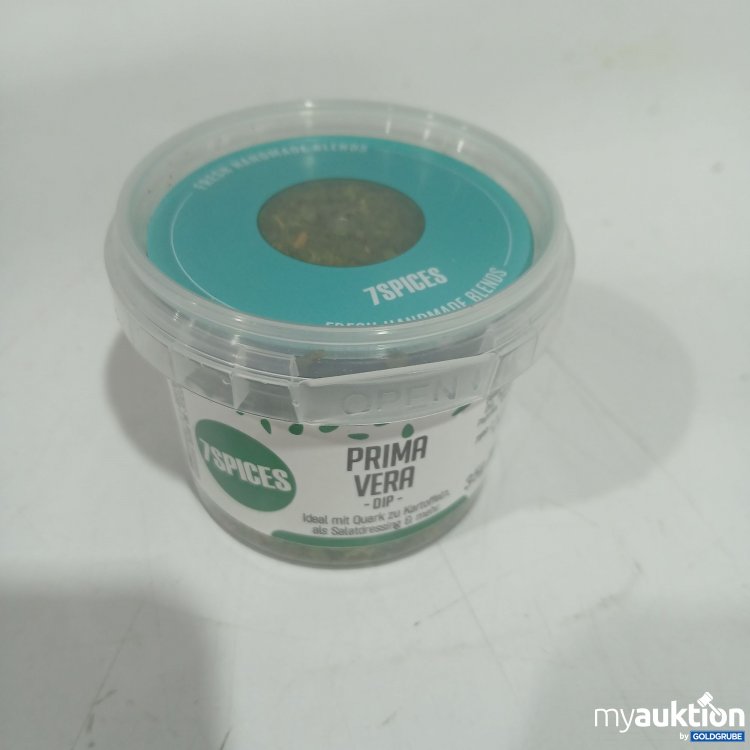 FRESH HANDMADE BLENDS
7SPICES
FRESH HANDMADE BLENDS
OPEN
7SPICES
PRIMA
VERA
- DIP -
Ideal mit Quark zu Kartoffeln,
als Salatdressing & mehr
myauktion
by GOLDGRUBE